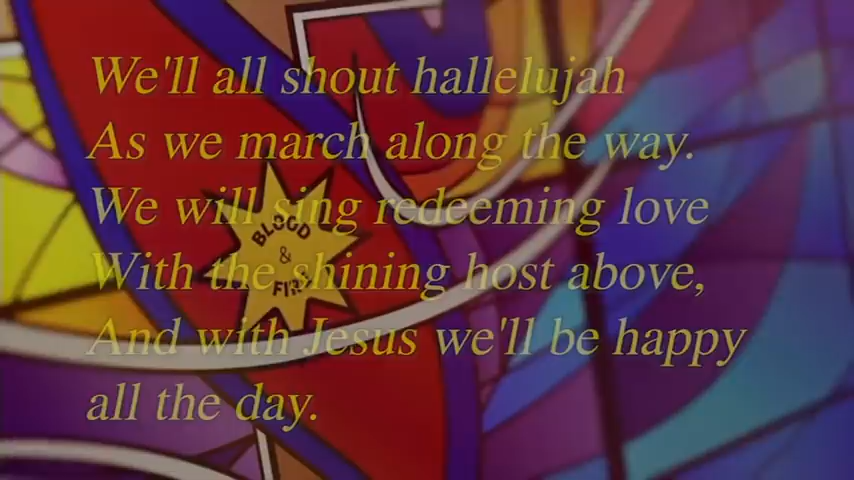 We'll all shout hallelujah
As we march along the way.
We will sing redeeming love
With the shining host above,
And with Jesus we'll be happy
all the day.
BLOOD
&
FIRE